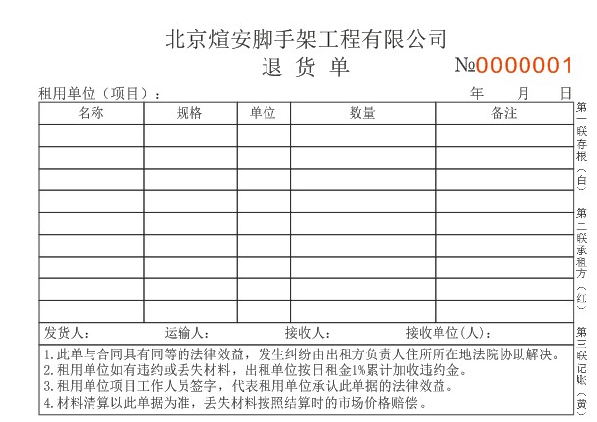 北京煊安脚手架工程有限公司
退 货 单
№0000001
租用单位（项目）： 年 月 日
名称 规格 单位 数量 备注
发货人： 运输人： 接收人： 接收单位(人)：
1.此单与合同具有同等的法律效益，发生纠纷由出租方负责人住所所在地法院协助解决。
2.租用单位如有违约或丢失材料，出租单位按日租金1%累计加收违约金。
3.租用单位项目工作人员签字，代表租用单位承认此单据的法律效益。
4.材料清算以此单据为准，丢失材料按照结算时的市场价格赔偿。
第一联存根（白）
第二联承租方（红）
第三联记账（黄）